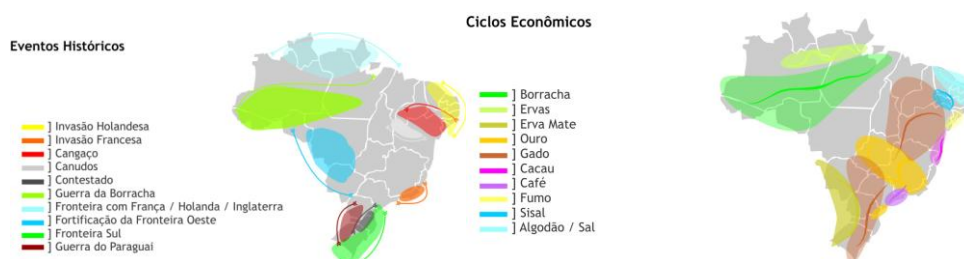 Eventos Históricos
] Invasão Holandesa
] Invasão Francesa
] Cangaço
] Canudos
] Contestado
] Guerra da Borracha
] Fronteira com França / Holanda / Inglaterra
] Fortificação da Fronteira Oeste
] Fronteira Sul
] Guerra do Paraguai
Ciclos Econômicos
] Borracha
] Ervas
] Erva Mate
] Ouro
] Gado
] Cacau
] Café
] Fumo
] Sisal
] Algodão / Sal